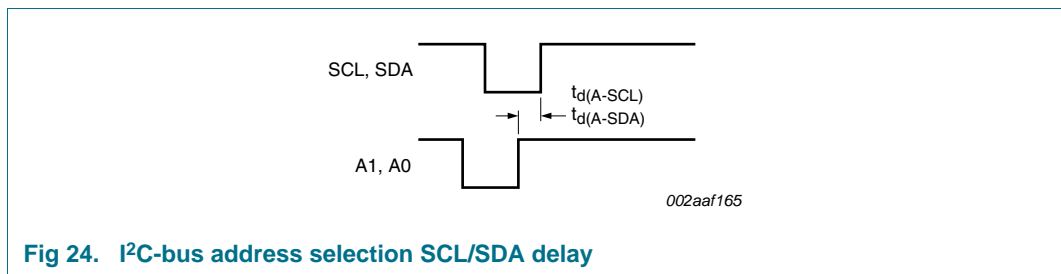 SCL, SDA
td(A-SCL)
td(A-SDA)
A1, A0
002aaf165
Fig 24. I2C-bus address selection SCL/SDA delay